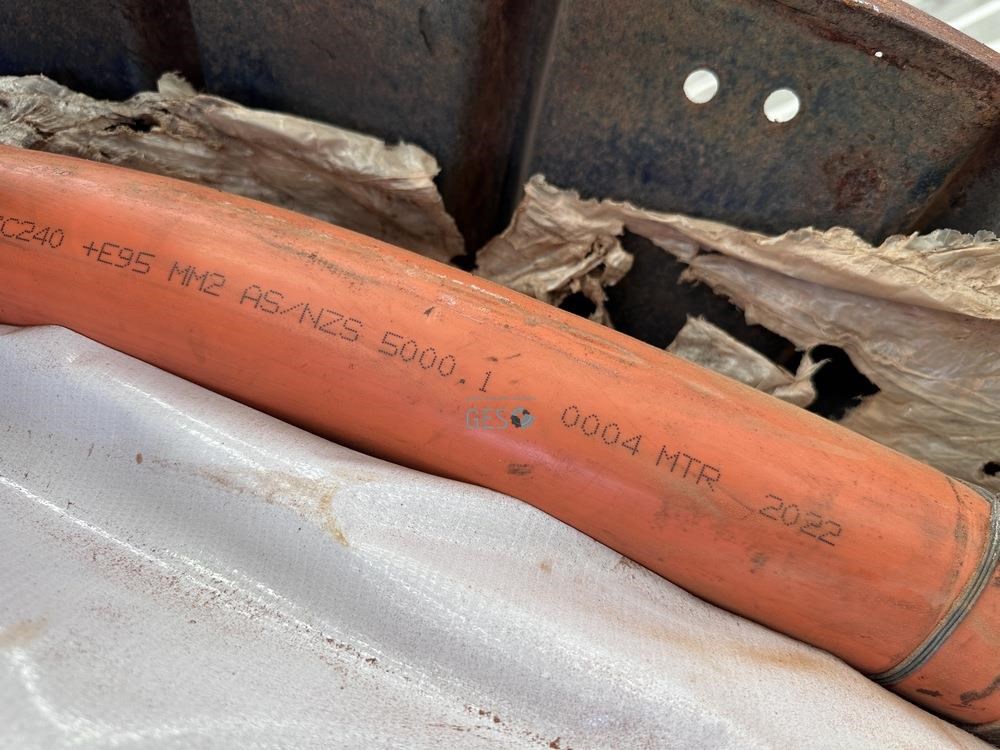 C240 +E95 MM2 AS/NZS 5000.1 0004 MTR 2022
GES